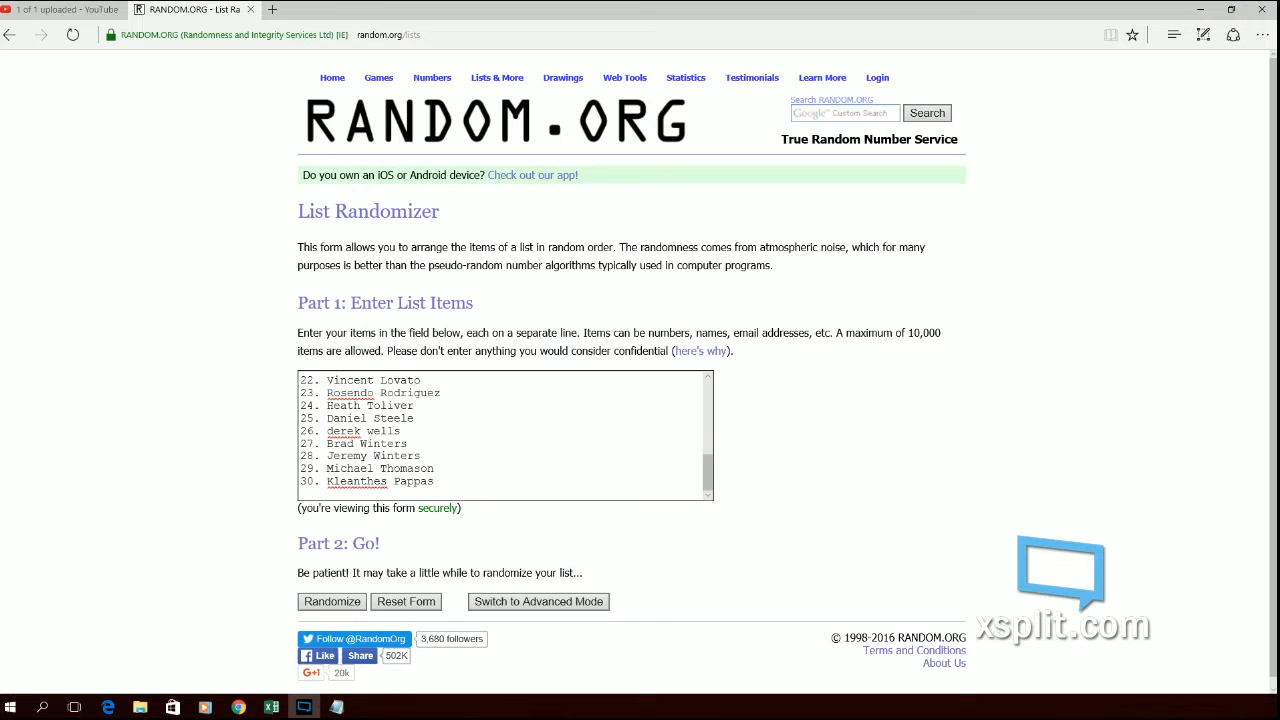 1 of 1 uploaded - YouTube
RANDOM.ORG - List Ra
RANDOM.ORG (Randomness and Integrity Services Ltd) [IE] random.org/lists
Home Games Numbers Lists & More Drawings Web Tools Statistics Testimonials Learn More Login
RANDOM.ORG
Search RANDOM.ORG
Google™ Custom Search Search
True Random Number Service
Do you own an iOS or Android device? Check out our app!
List Randomizer
This form allows you to arrange the items of a list in random order. The randomness comes from atmospheric noise, which for many
purposes is better than the pseudo-random number algorithms typically used in computer programs.
Part 1: Enter List Items
Enter your items in the field below, each on a separate line. Items can be numbers, names, email addresses, etc. A maximum of 10,000
items are allowed. Please don't enter anything you would consider confidential (here's why).
22. Vincent Lovato
23. Rosendo Rodriguez
24. Heath Toliver
25. Daniel Steele
26. derek wells
27. Brad Winters
28. Jeremy Winters
29. Michael Thomason
30. Kleanthes Pappas
(you're viewing this form securely)
Part 2: Go!
Be patient! It may take a little while to randomize your list...
Randomize Reset Form Switch to Advanced Mode
Follow @RandomOrg 3,680 followers
Like Share 502K
G+1 20k
© 1998-2016 RANDOM.ORG
Terms and Conditions
About Us
xsplit.com